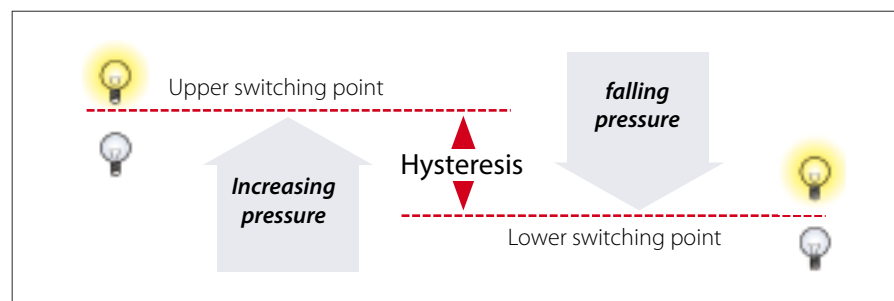 Upper switching point
falling
pressure
Hysteresis
Increasing
pressure
Lower switching point